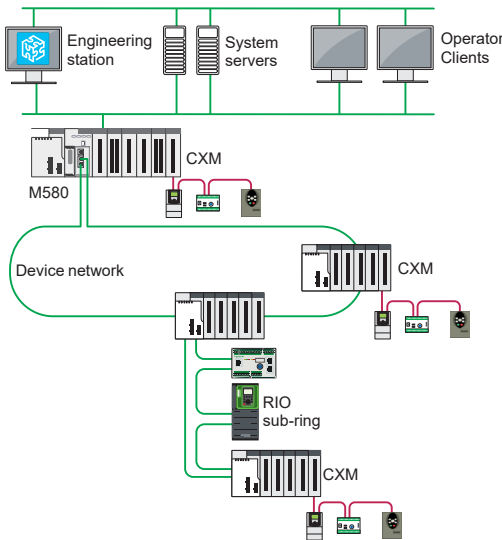 Engineering
station
System
servers
Operator
Clients
CXM
M580
Device network
CXM
RIO
sub-ring
CXM